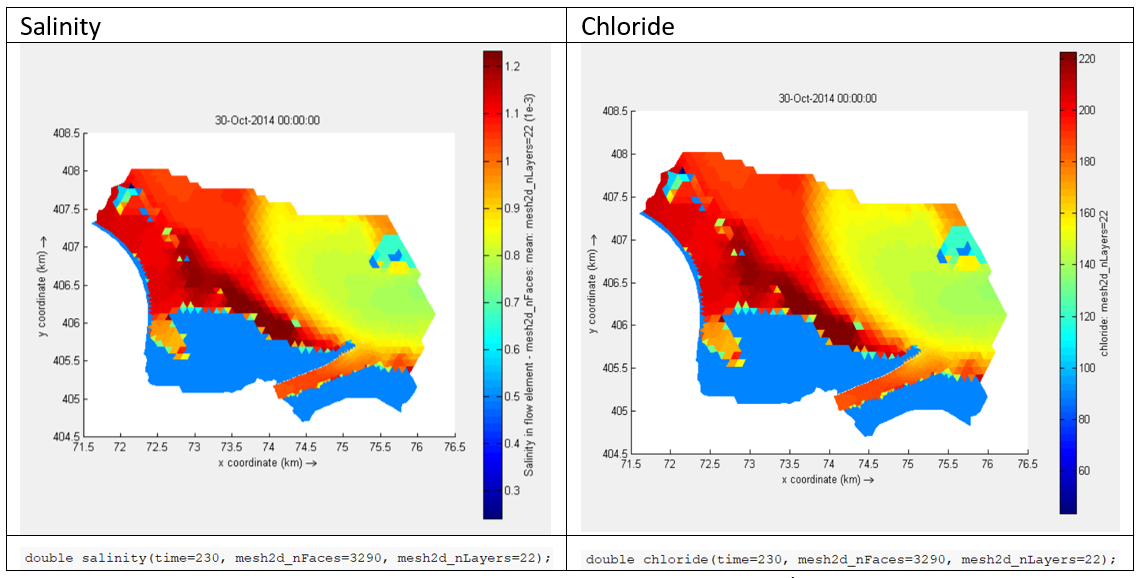 Salinity
30-Oct-2014 00:00:00
408.5
408
407.5
407
406.5
406
405.5
405
404.5
71.5 72 72.5 73 73.5 74 74.5 75 75.5 76 76.5
x coordinate (km) →
y coordinate (km) →
1.2
1.1
1
0.9
0.8
0.7
0.6
0.5
0.4
0.3
Salinity in flow element - mesh2d_nFaces: mean: mesh2d_nLayers=22 (1e-3)
double salinity(time=230, mesh2d_nFaces=3290, mesh2d_nLayers=22);
Chloride
30-Oct-2014 00:00:00
408.5
408
407.5
407
406.5
406
405.5
405
404.5
71.5 72 72.5 73 73.5 74 74.5 75 75.5 76 76.5
x coordinate (km) →
y coordinate (km) →
220
200
180
160
140
120
100
80
60
chloride: mesh2d_nLayers=22
double chloride(time=230, mesh2d_nFaces=3290, mesh2d_nLayers=22);